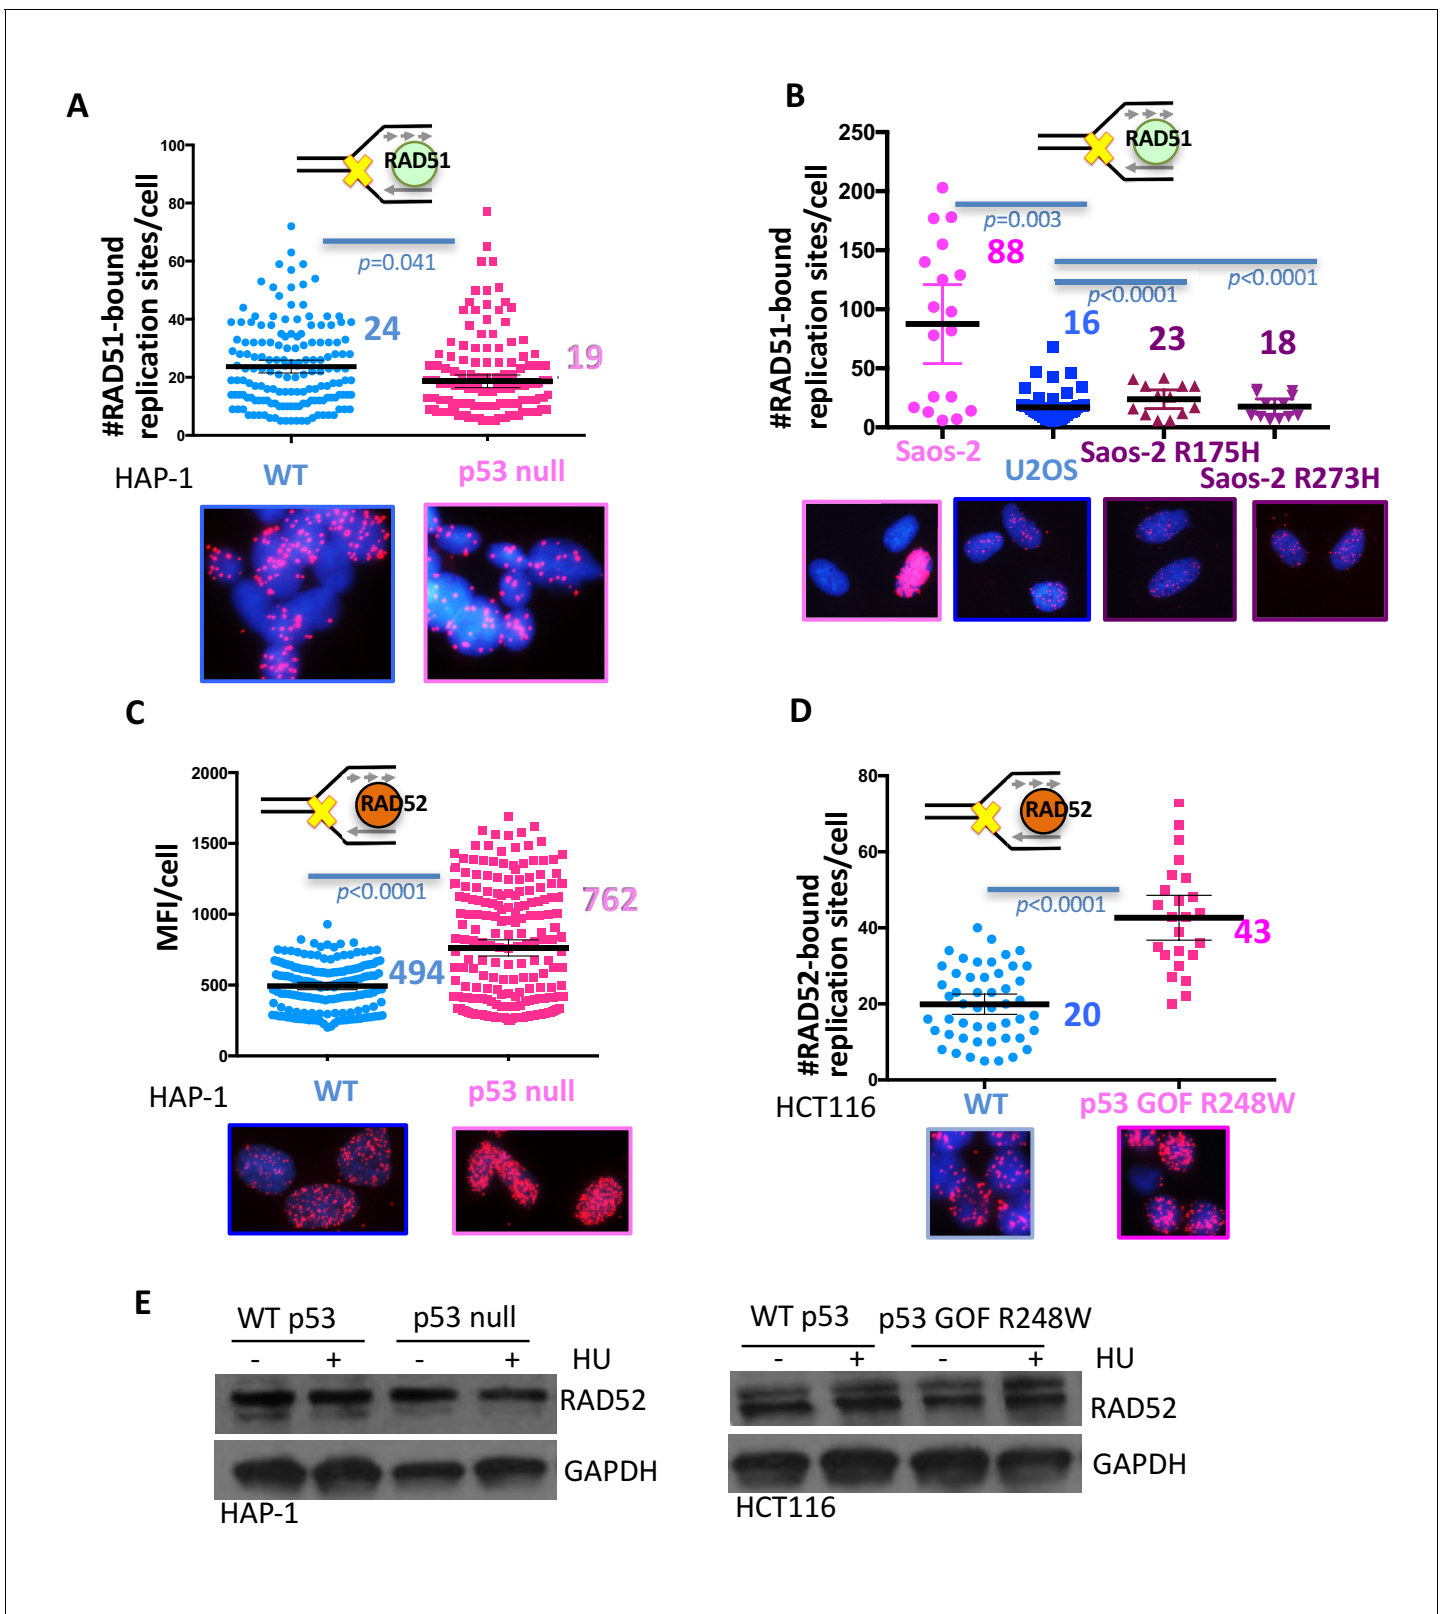 A
100
80
60
40
20
0
#RAD51-bound
replication sites/cell
RAD51
p=0.041
24
19
HAP-1
WT
p53 null
B
250
200
150
100
50
0
#RAD51-bound
replication sites/cell
RAD51
p=0.003
88
p<0.0001
p<0.0001
16
23
18
Saos-2
U2OS
Saos-2 R175H
Saos-2 R273H
C
2000
1500
1000
500
0
MFI/cell
RAD52
p<0.0001
494
762
HAP-1
WT
p53 null
D
80
60
40
20
0
#RAD52-bound
replication sites/cell
RAD52
p<0.0001
20
43
HCT116
WT
p53 GOF R248W
E
WT p53 p53 null
- + - + HU
RAD52
GAPDH
HAP-1
WT p53 p53 GOF R248W
- + - + HU
RAD52
GAPDH
HCT116